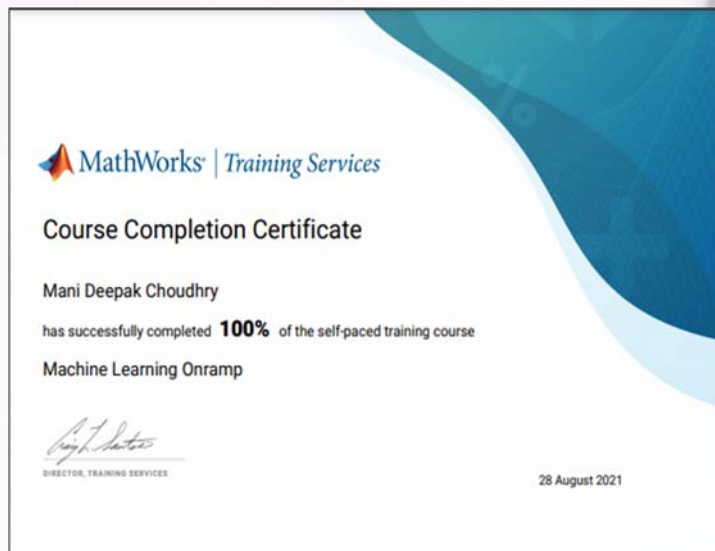 MathWorks® | Training Services
Course Completion Certificate
Mani Deepak Choudhry
has successfully completed 100% of the self-paced training course
Machine Learning Onramp
DIRECTOR, TRAINING SERVICES
28 August 2021